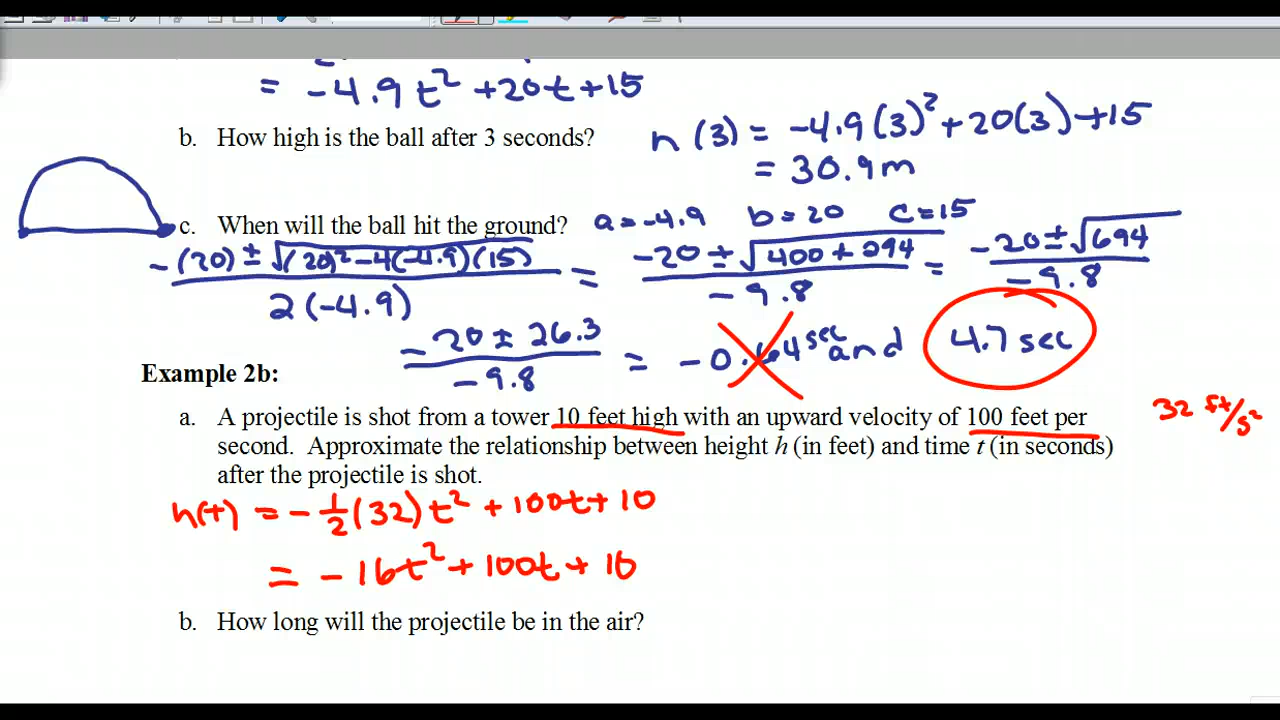 = -4.9t² +20t+15
b. How high is the ball after 3 seconds?
h(3) = -4.9(3)²+20(3)+15
= 30.9m
c. When will the ball hit the ground?
a=-4.9 b=20 c=15
-(20) ± √(20)²-4(-4.9)(15)
2(-4.9)
=
-20 ± √400+294
-9.8
=
-20 ± √694
-9.8
-20 ± 26.3
-9.8
= -0.64 sec and 4.7 sec
Example 2b:
a. A projectile is shot from a tower 10 feet high with an upward velocity of 100 feet per
second. Approximate the relationship between height h (in feet) and time t (in seconds)
after the projectile is shot.
32 ft/s²
h(t) = -1/2(32)t² +100t+10
= -16t² +100t+10
b. How long will the projectile be in the air?